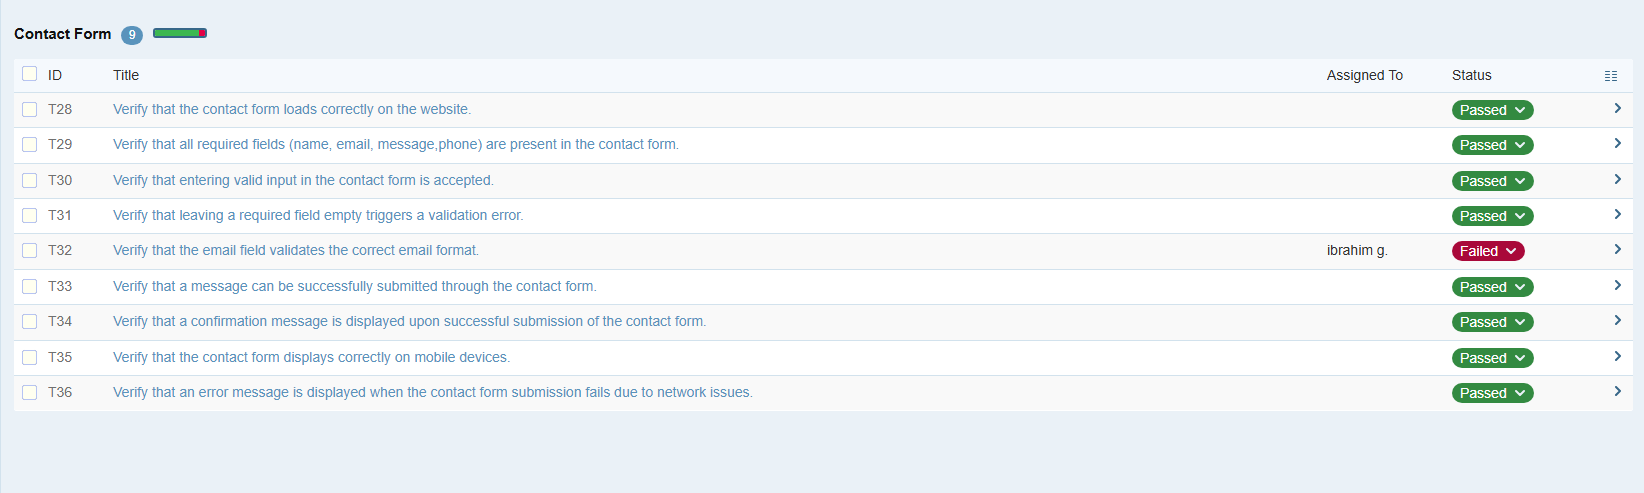 Contact Form 9
ID Title Assigned To Status
T28 Verify that the contact form loads correctly on the website. Passed
T29 Verify that all required fields (name, email, message,phone) are present in the contact form. Passed
T30 Verify that entering valid input in the contact form is accepted. Passed
T31 Verify that leaving a required field empty triggers a validation error. Passed
T32 Verify that the email field validates the correct email format. ibrahim g. Failed
T33 Verify that a message can be successfully submitted through the contact form. Passed
T34 Verify that a confirmation message is displayed upon successful submission of the contact form. Passed
T35 Verify that the contact form displays correctly on mobile devices. Passed
T36 Verify that an error message is displayed when the contact form submission fails due to network issues. Passed